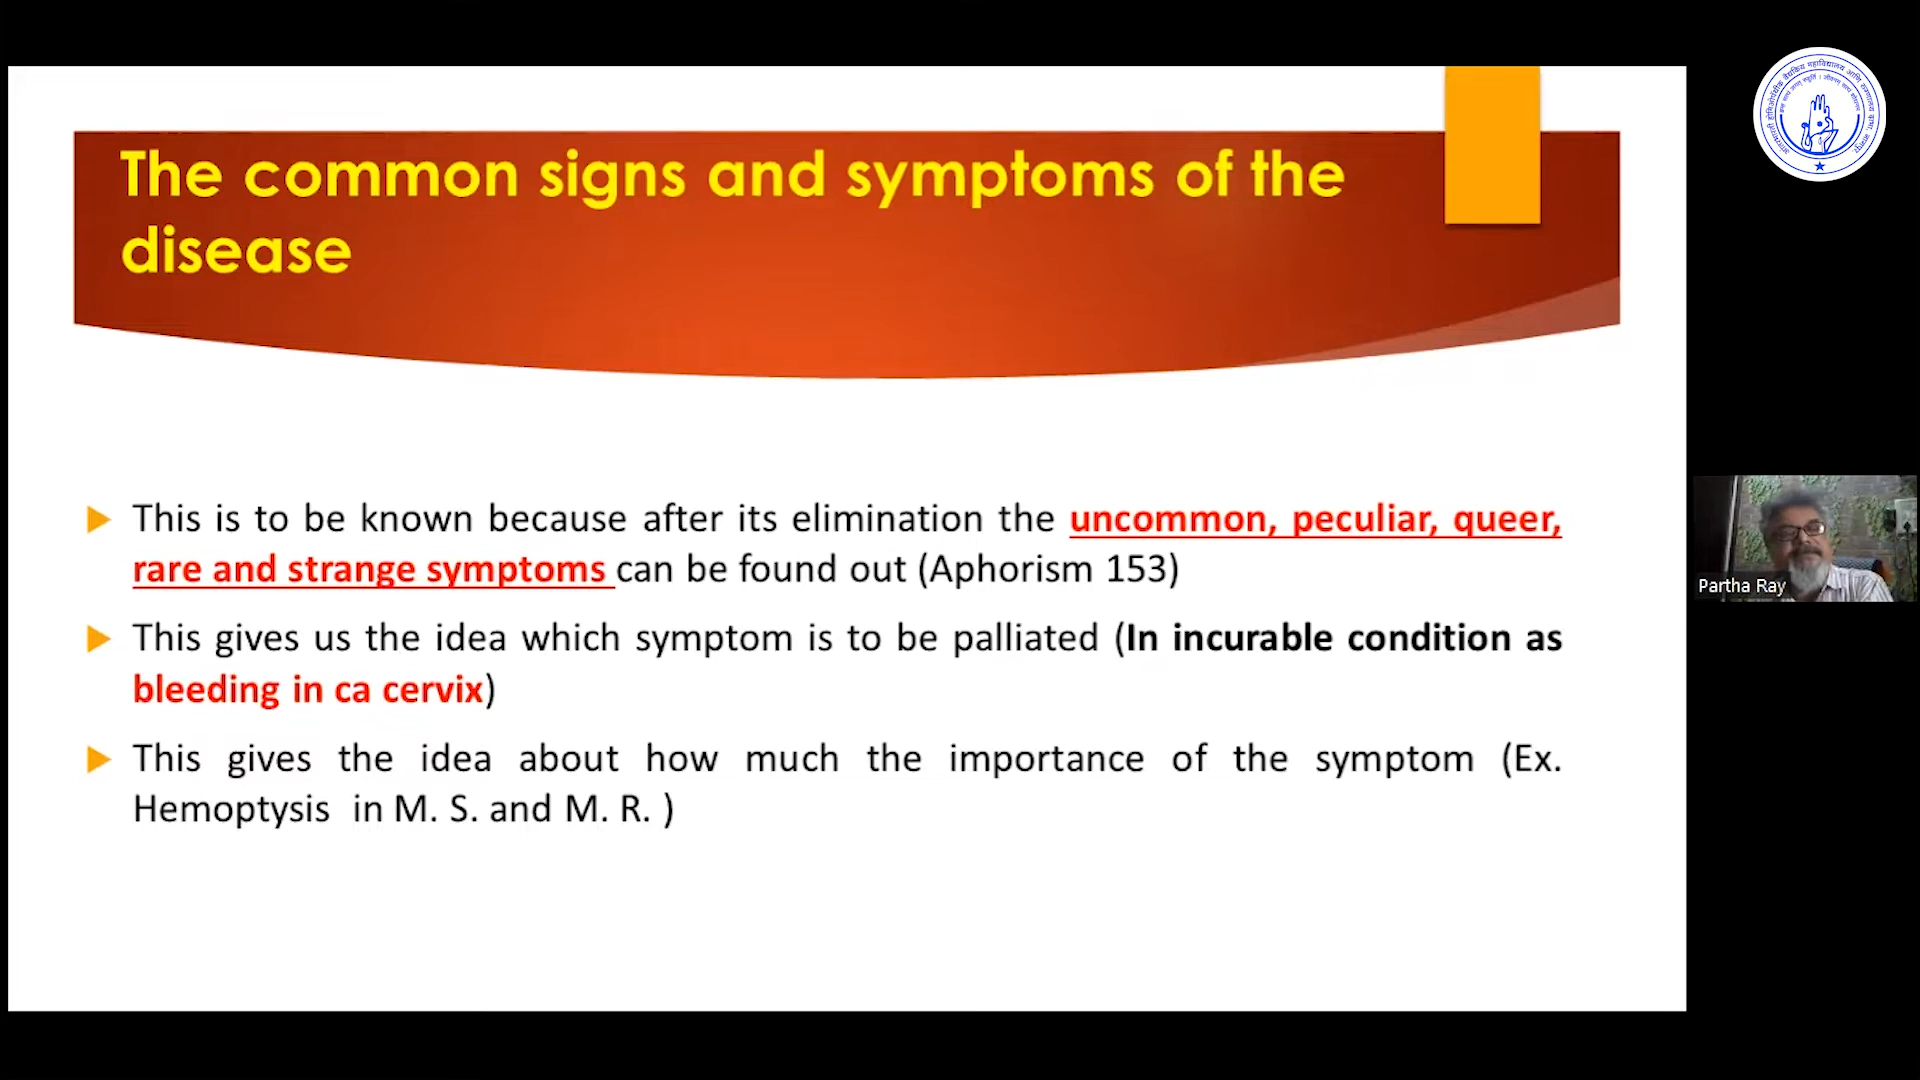 The common signs and symptoms of the
disease
This is to be known because after its elimination the uncommon, peculiar, queer,
rare and strange symptoms can be found out (Aphorism 153)
This gives us the idea which symptom is to be palliated (In incurable condition as
bleeding in ca cervix)
This gives the idea about how much the importance of the symptom (Ex.
Hemoptysis in M. S. and M. R. )
Partha Ray